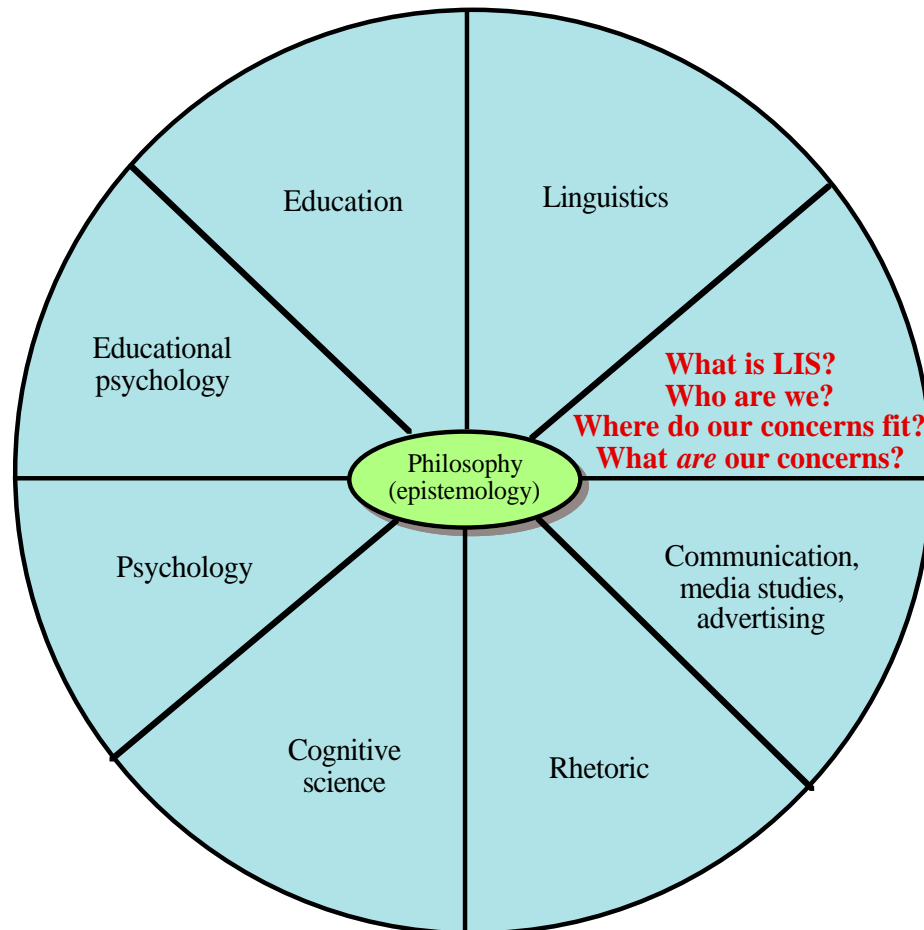 Education
Linguistics
Educational
psychology
What is LIS?
Who are we?
Where do our concerns fit?
What are our concerns?
Philosophy
(epistemology)
Psychology
Communication,
media studies,
advertising
Cognitive
science
Rhetoric